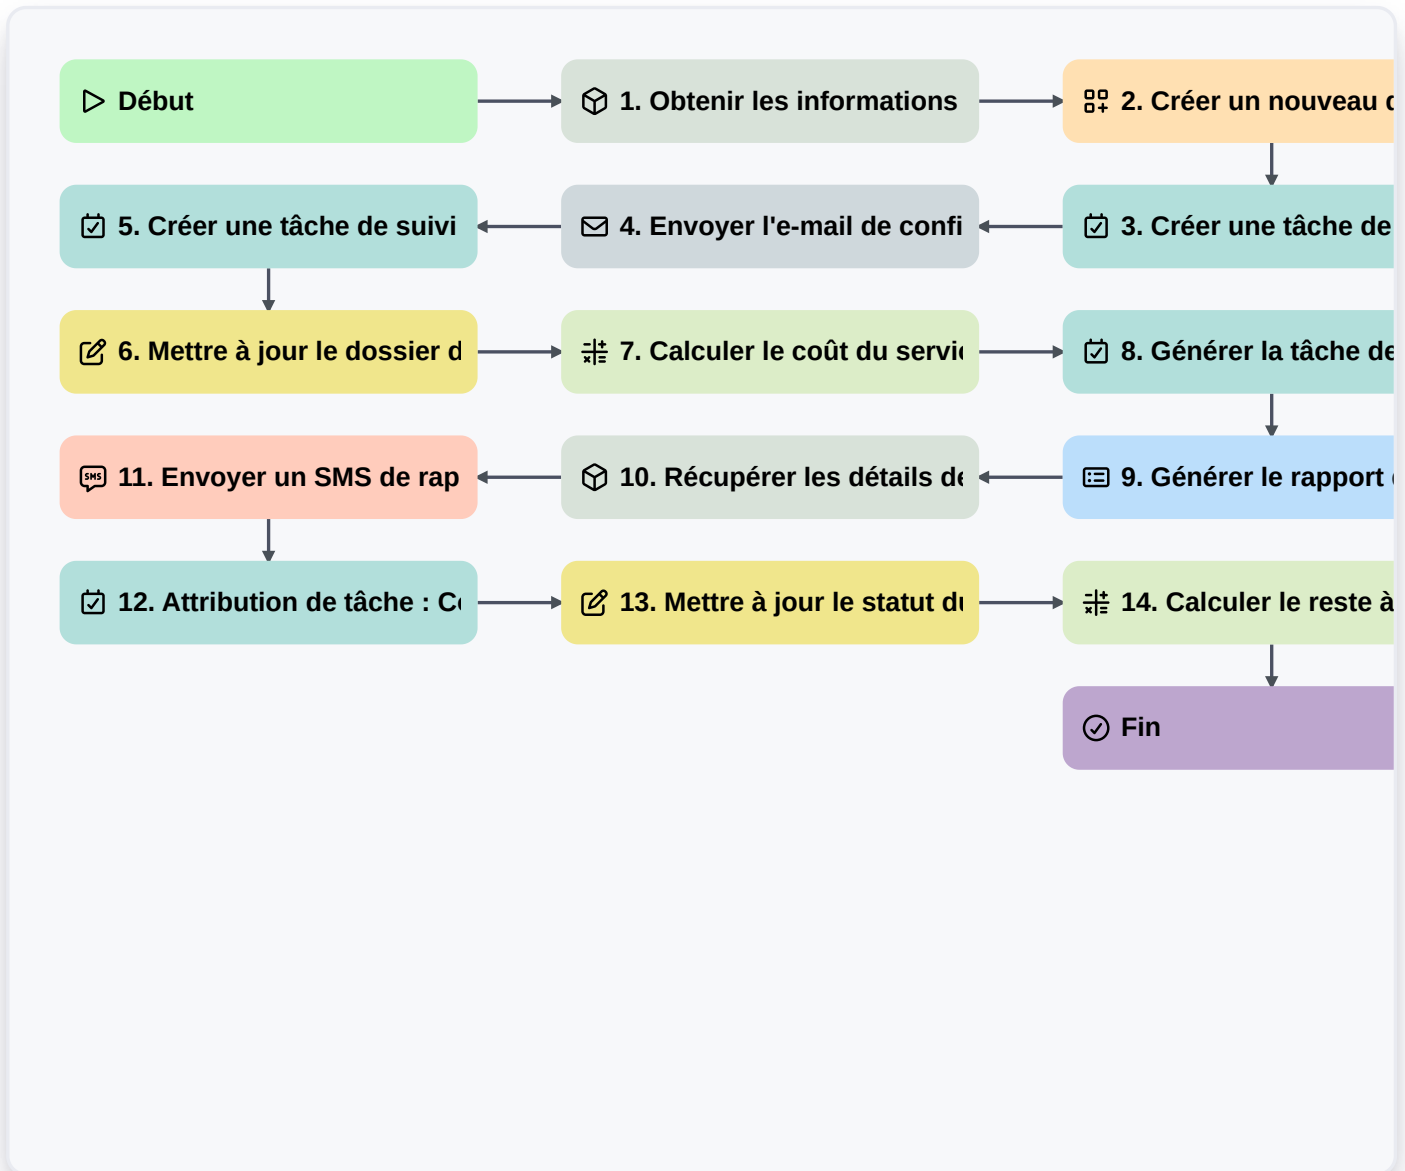 Début
1. Obtenir les informations
2. Créer un nouveau
5. Créer une tâche de suivi
4. Envoyer l'e-mail de confi
3. Créer une tâche de
6. Mettre à jour le dossier d
7. Calculer le coût du servic
8. Générer la tâche de
11. Envoyer un SMS de rap
10. Récupérer les détails de
9. Générer le rapport
12. Attribution de tâche : Co
13. Mettre à jour le statut du
14. Calculer le reste à
Fin